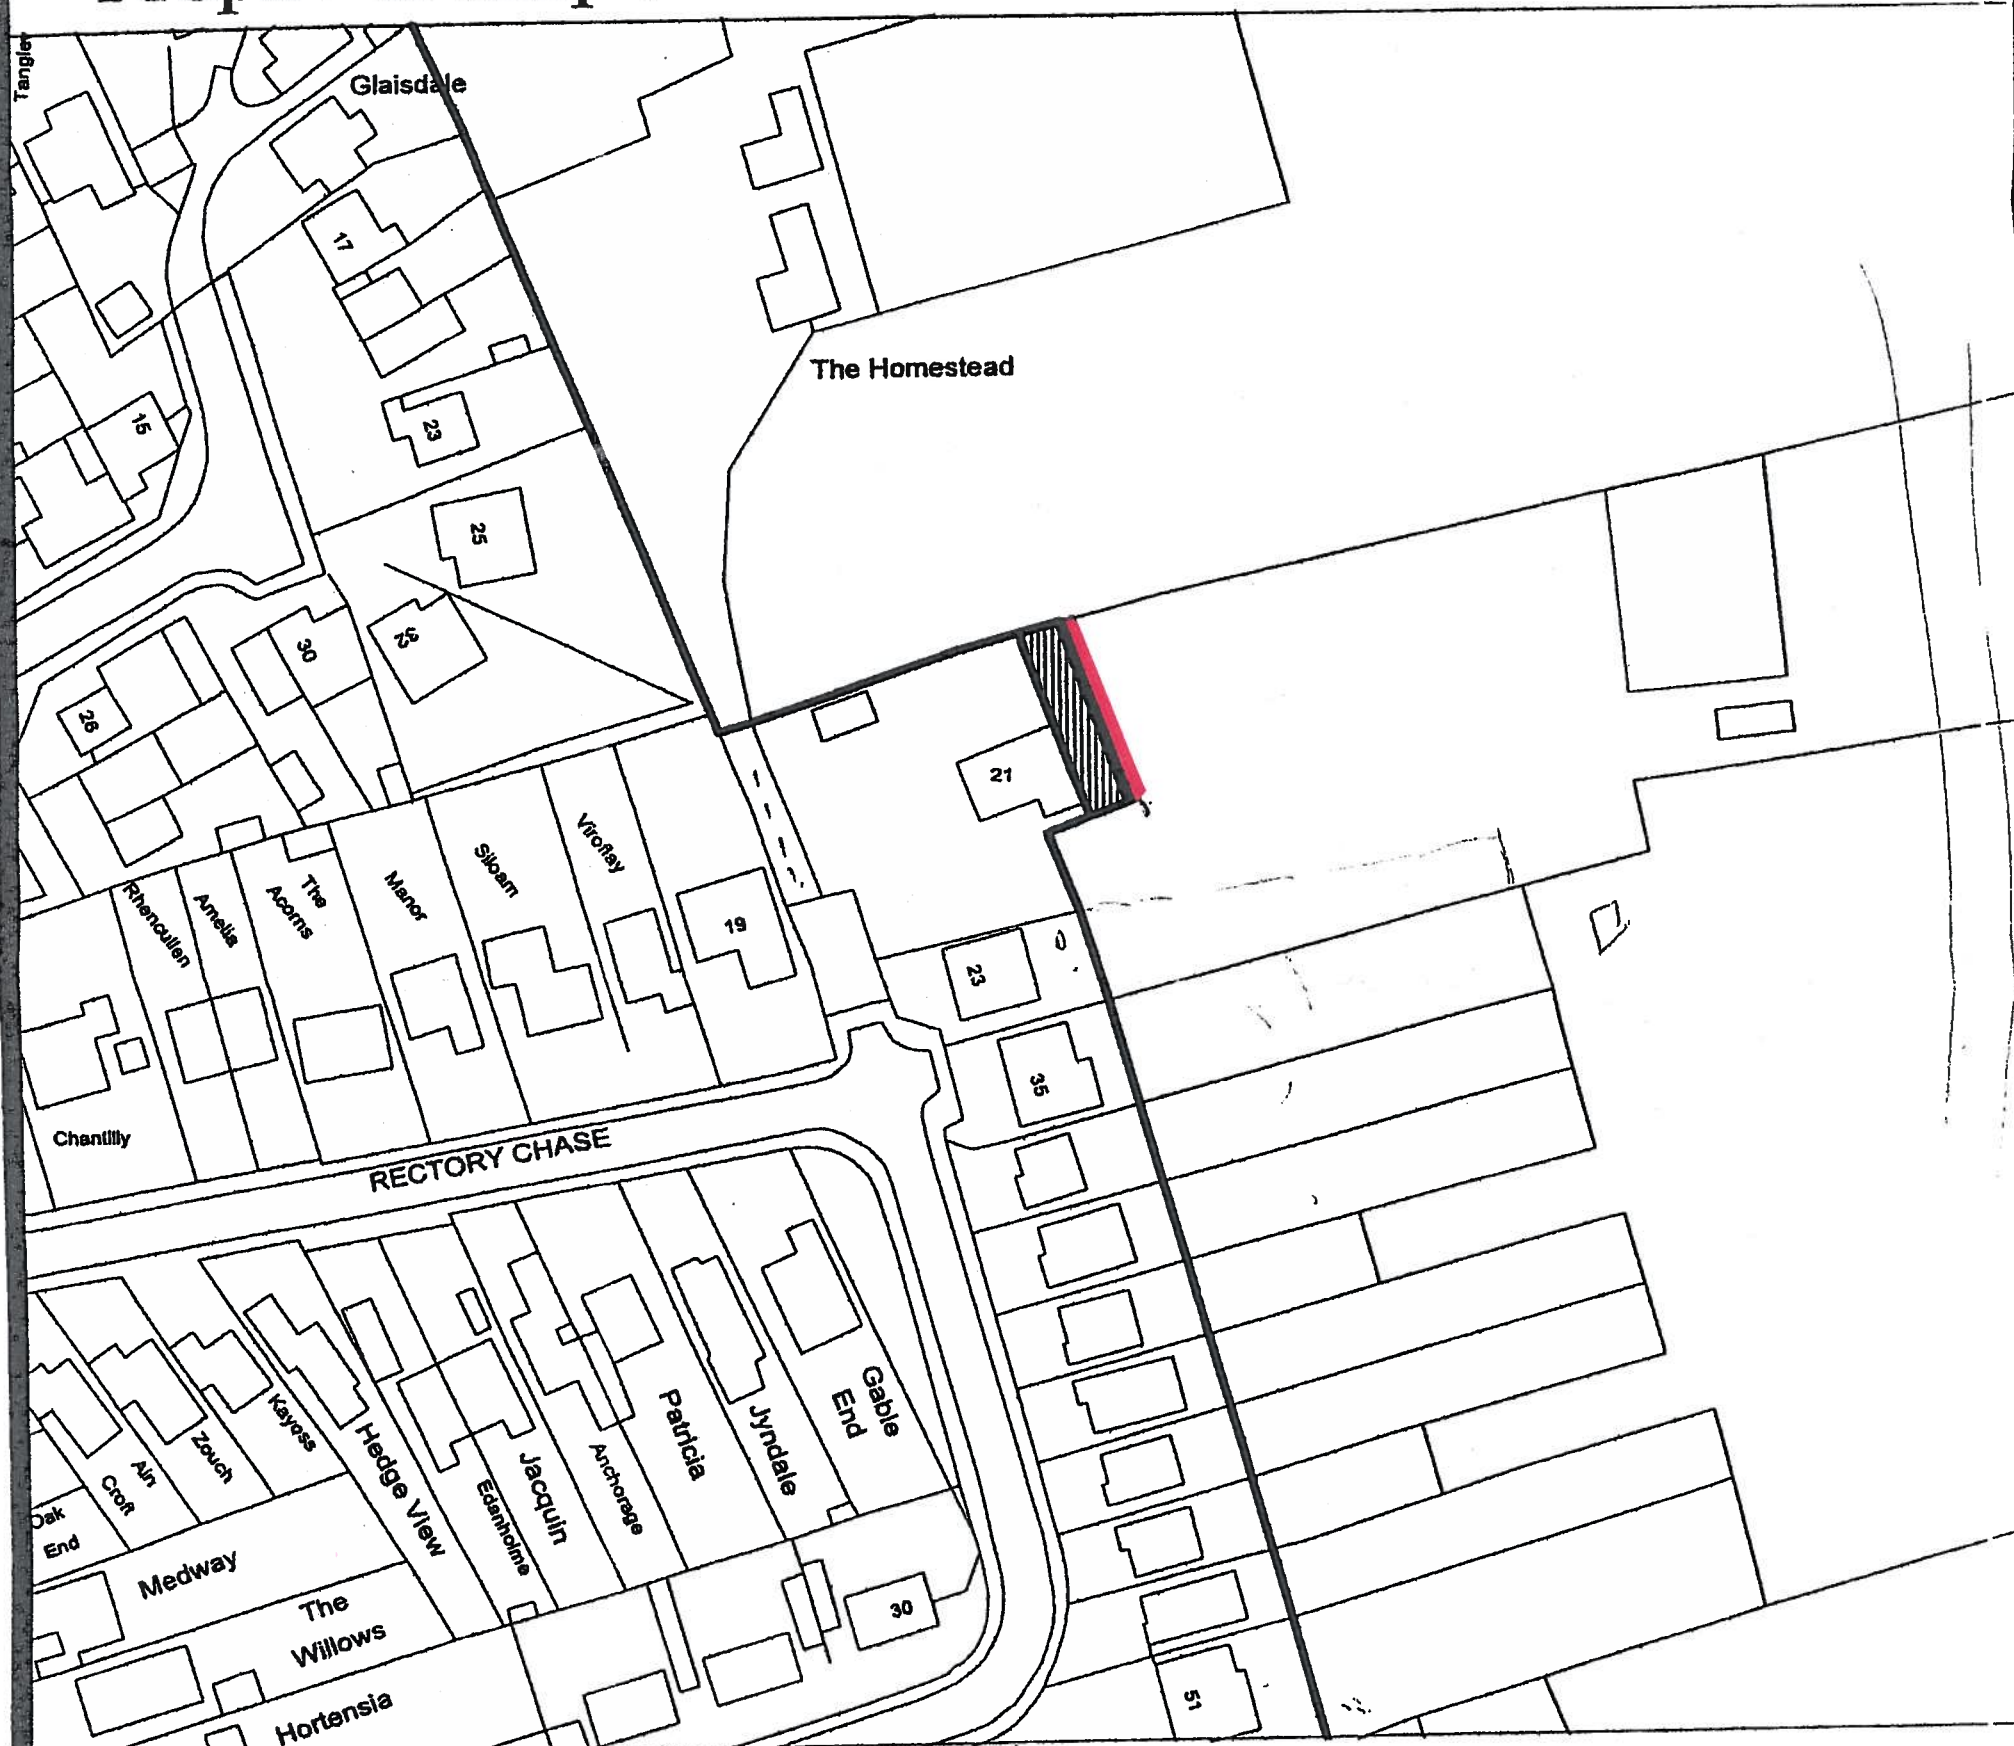 Tangle
Glaisdale
17
The Homestead
15
23
25
30
26
21
Viroflay
Siloam
Manor
The
Acorns
Amelia
Rhencullen
19
23
35
Chantilly
RECTORY CHASE
Gable
End
Jyndale
Patricia
Anchorage
Jacquin
Edenholme
Hedge View
Kayoss
Zouch
Ain
Croft
Oak
End
Medway
The
Willows
Hortensia
30
51